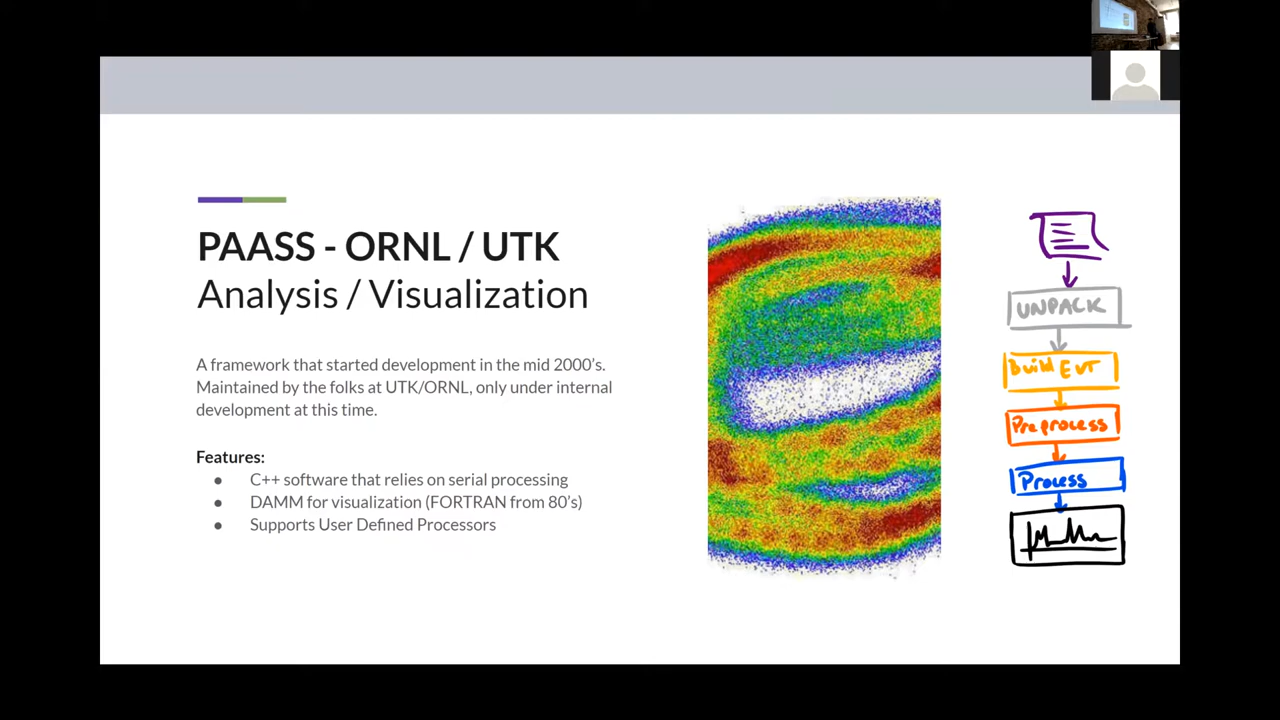 PAASS - ORNL / UTK
Analysis / Visualization
A framework that started development in the mid 2000's.
Maintained by the folks at UTK/ORNL, only under internal
development at this time.
Features:
● C++ software that relies on serial processing
● DAMM for visualization (FORTRAN from 80's)
● Supports User Defined Processors
UNPACK
Build EVT
Preprocess
Process